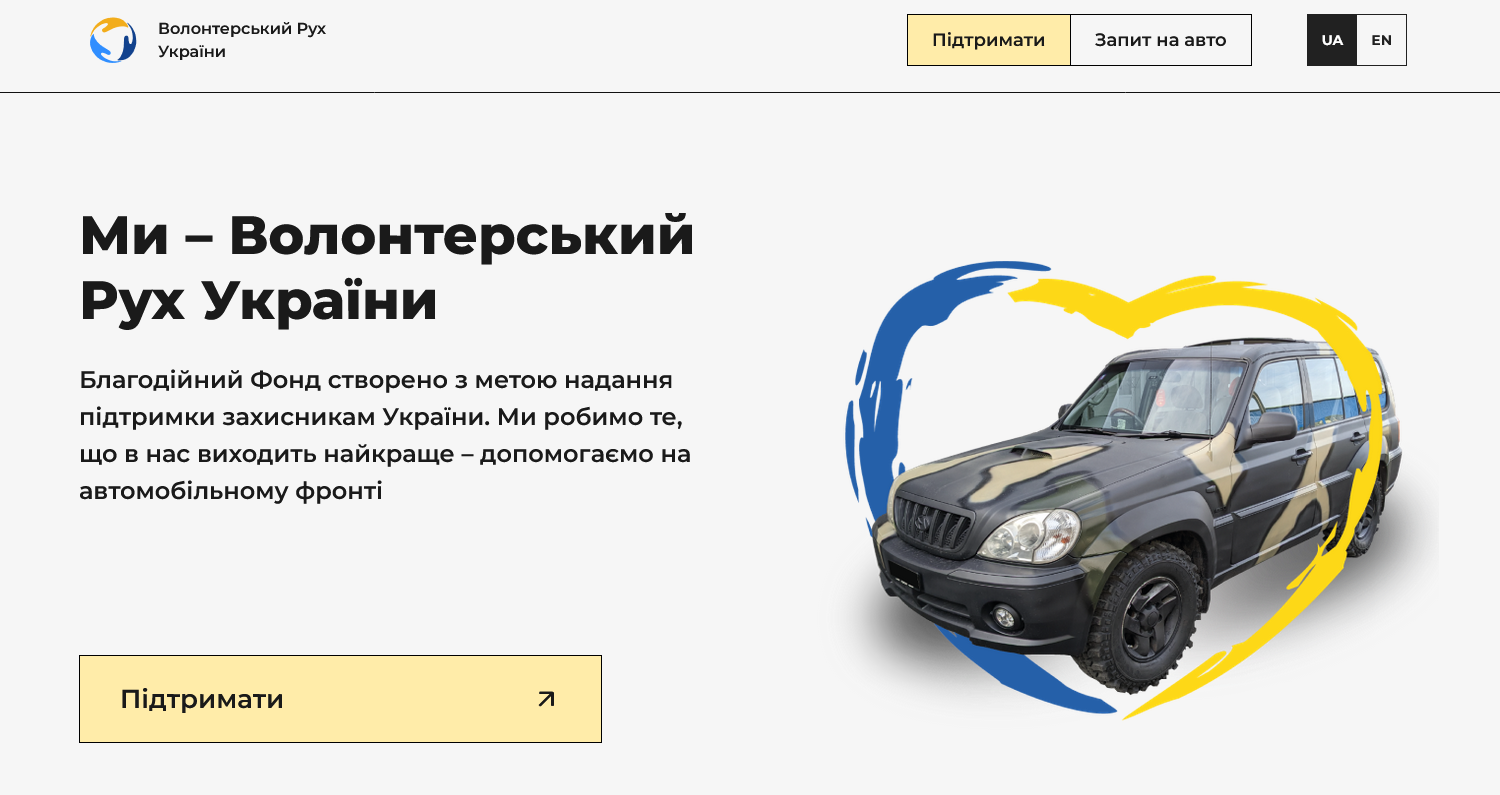 Волонтерський Рух
України
Підтримати
Запит на авто
UA
EN
Ми – Волонтерський
Рух України
Благодійний Фонд створено з метою надання
підтримки захисникам України. Ми робимо те,
що в нас виходить найкраще – допомагаємо на
автомобільному фронті
Підтримати